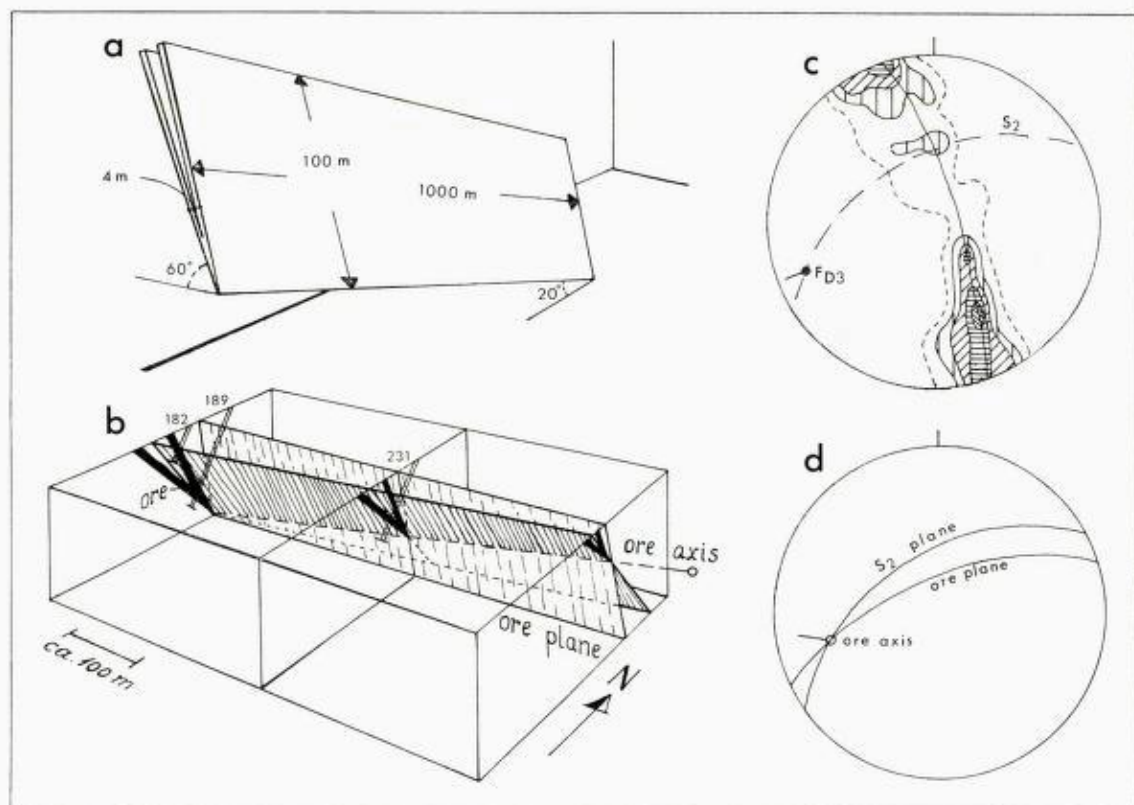 a
100 m
1000 m
4 m
60°
20°
b
189
182
231
ore
ore axis
ore plane
ca. 100 m
N
c
S2
FD3
d
S2 plane
ore plane
ore axis